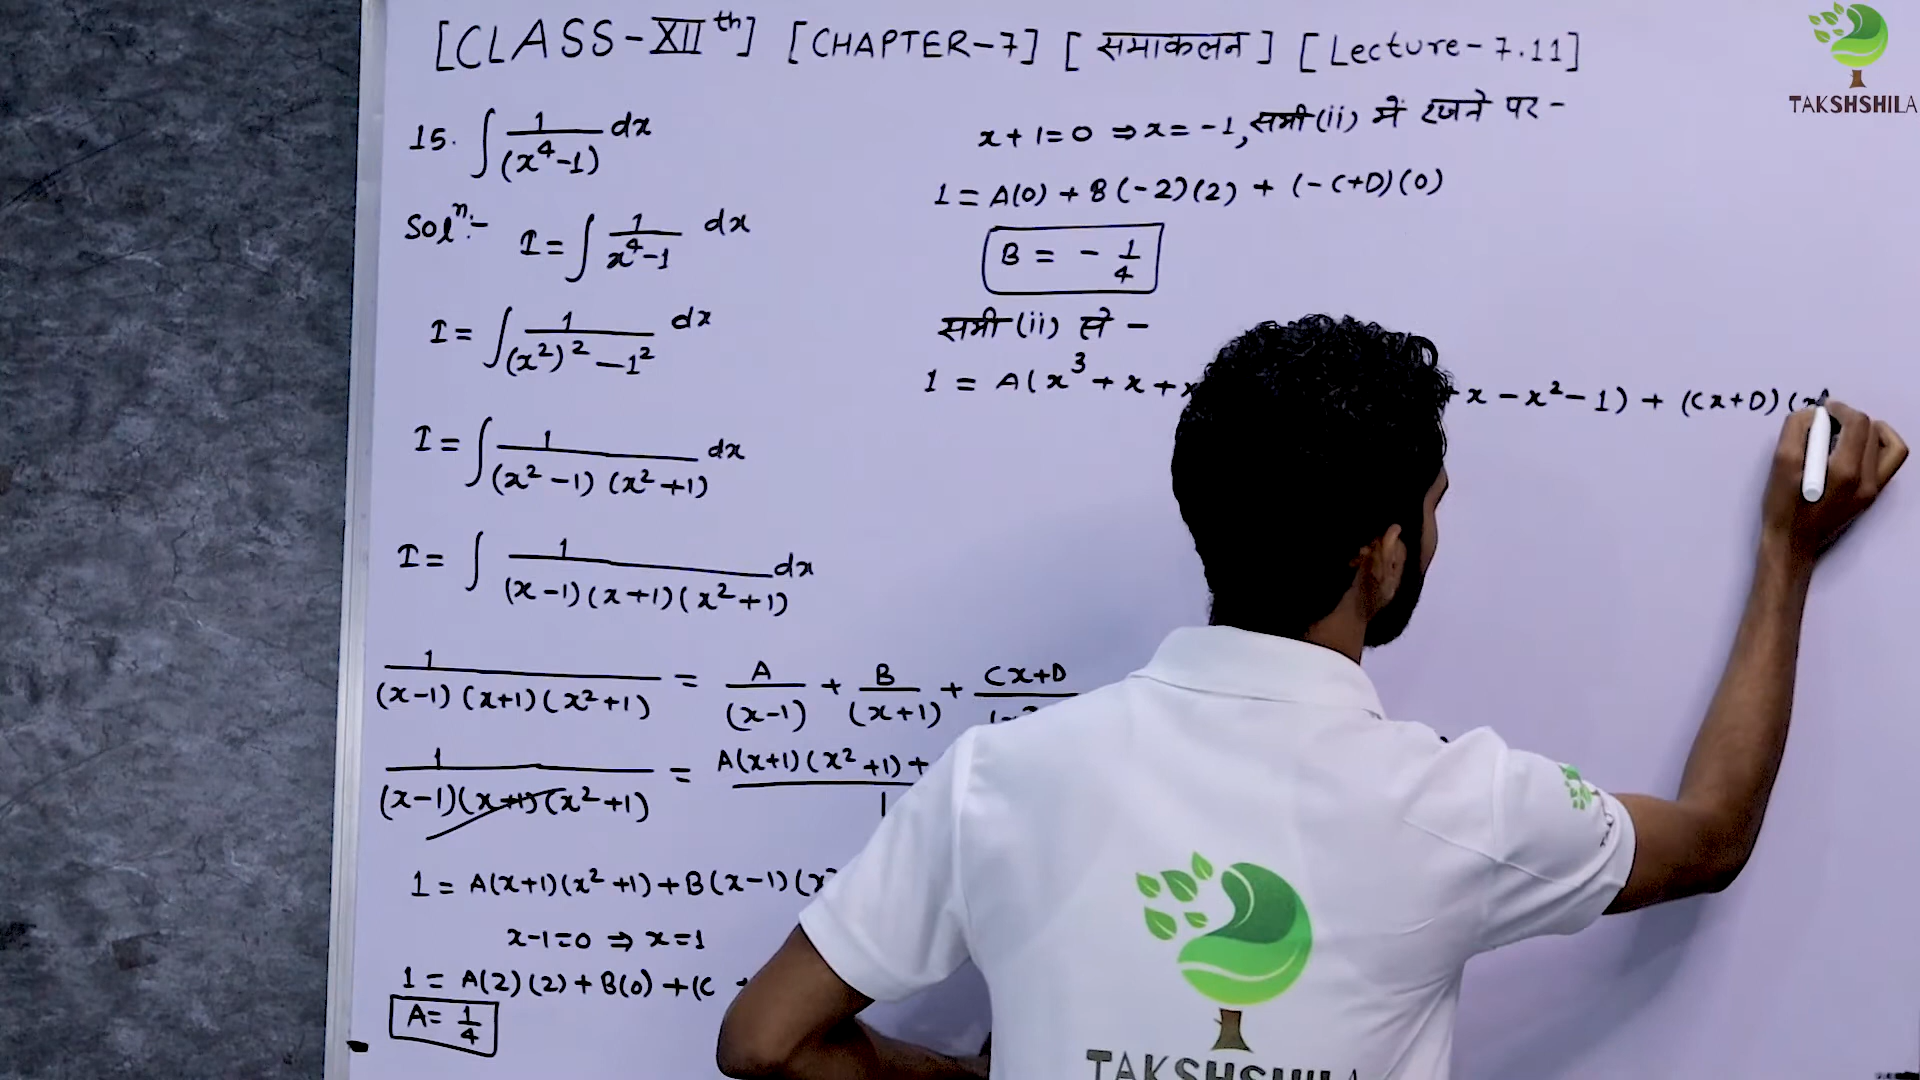 [CLASS-XIIth] [CHAPTER-7] [समाकलन] [Lecture-7.11]
TAKSHSHILA
15. ∫ 1/(x⁴-1) dx
Solⁿ:- I = ∫ 1/x⁴-1 dx
I = ∫ 1/(x²)²-1² dx
I = ∫ 1/(x²-1)(x²+1) dx
I = ∫ 1/(x-1)(x+1)(x²+1) dx
1/(x-1)(x+1)(x²+1) = A/(x-1) + B/(x+1) + Cx+D
1/(x-1)(x+1)(x²+1) = A(x+1)(x²+1)+
1 = A(x+1)(x²+1)+B(x-1)(x²
x-1=0 ⇒ x=1
1 = A(2)(2)+B(0)+(C
A = 1/4
x+1=0 ⇒ x=-1, समी(ii) में रखने पर -
1 = A(0) + B(-2)(2) + (-C+D)(0)
B = - 1/4
समी(ii) से -
1 = A(x³+x+x +x-x²-1) + (Cx+D)(x
TAKSHSHILA